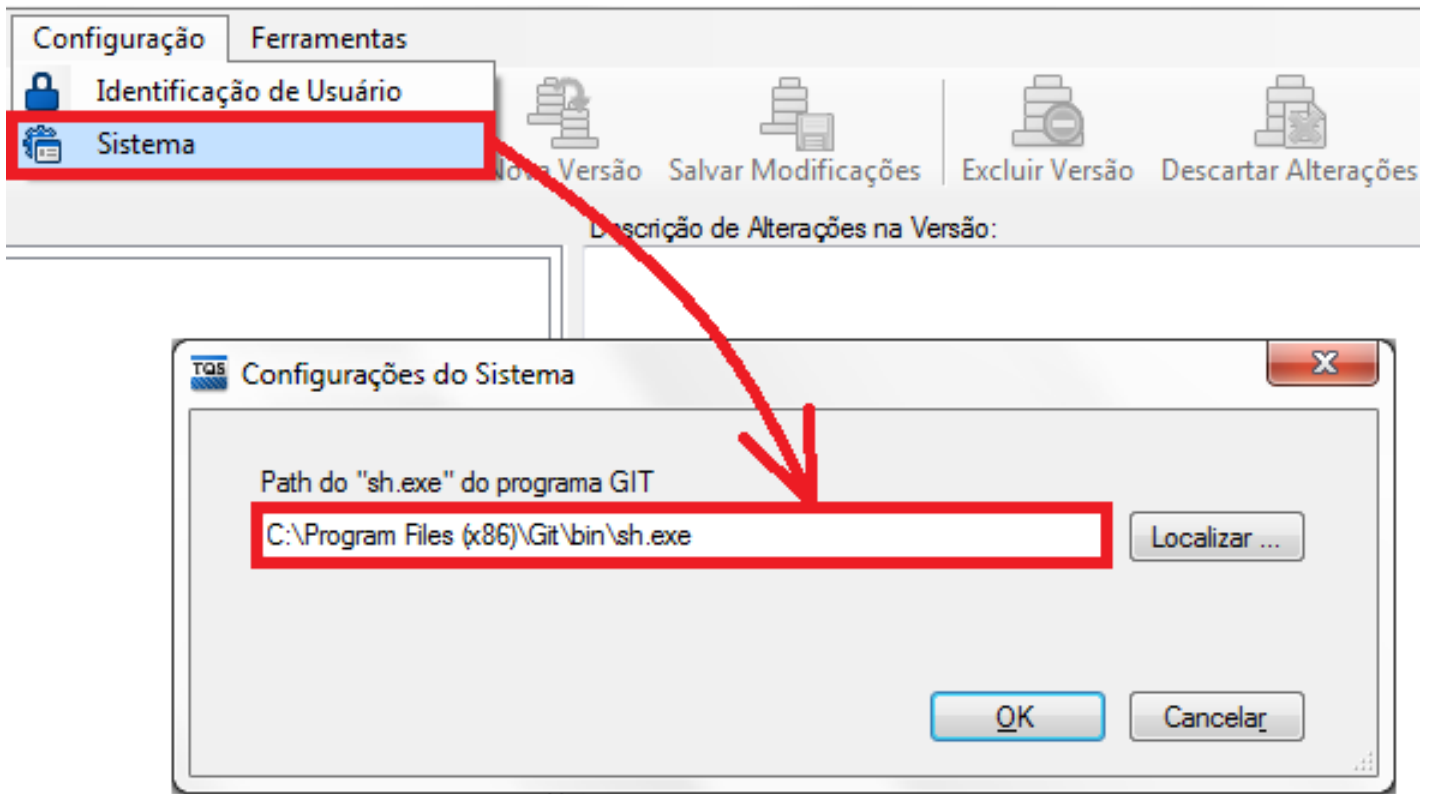 Configuração Ferramentas
Identificação de Usuário
Sistema
Nova Versão Salvar Modificações Excluir Versão Descartar Alterações
Descrição de Alterações na Versão:
TQS Configurações do Sistema
Path do "sh.exe" do programa GIT
C:\Program Files (x86)\Git\bin\sh.exe Localizar ...
OK Cancelar